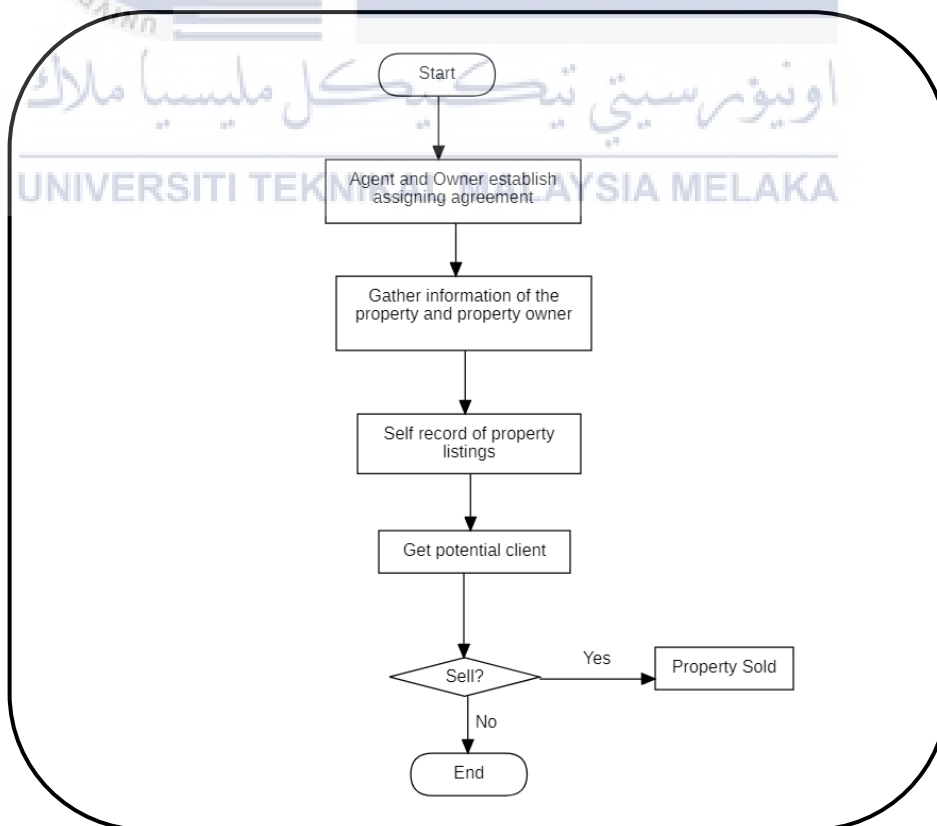 Start
اونيۏرسيتي تيكنيكل مليسيا ملاك
Agent and Owner establish
assigning agreement
UNIVERSITI TEKNIKAL MALAYSIA MELAKA
Gather information of the
property and property owner
Self record of property
listings
Get potential client
Sell?
Yes
Property Sold
No
End